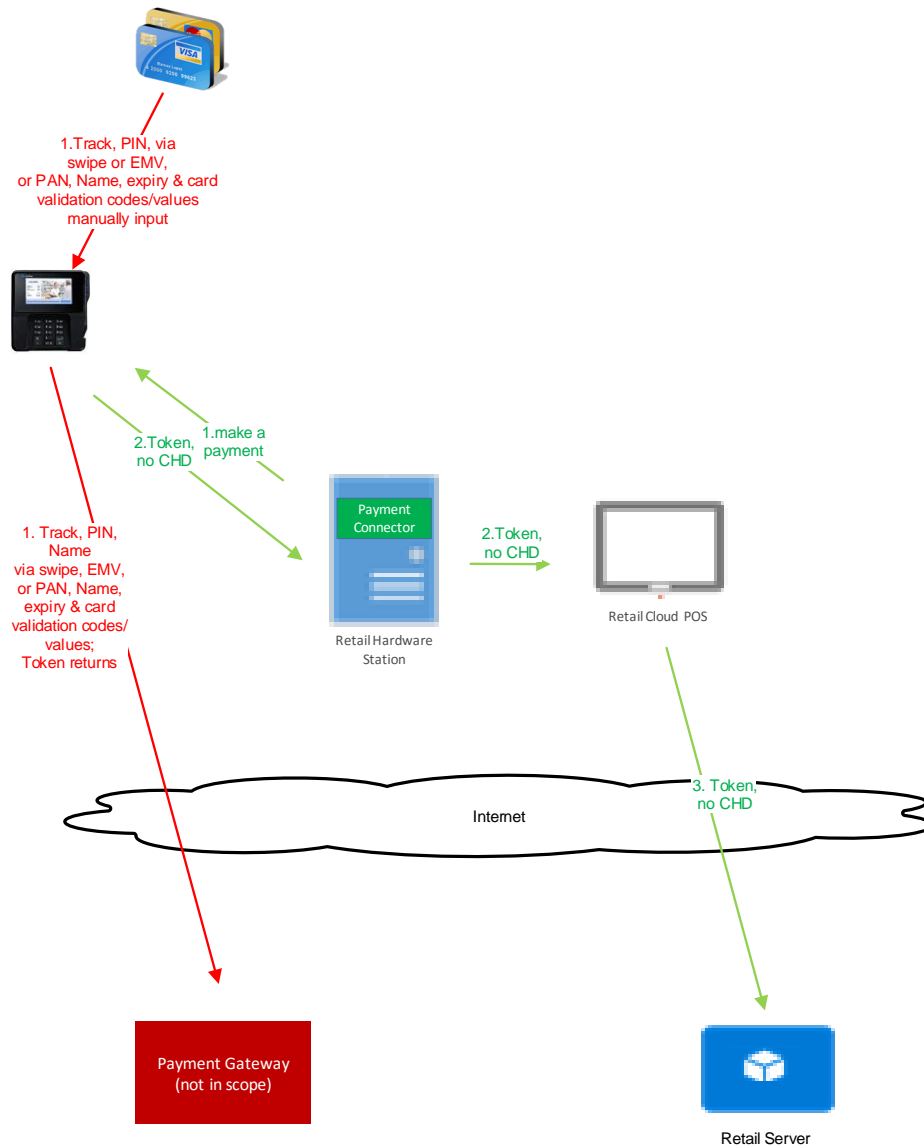 VISA
1.Track, PIN, via
swipe or EMV,
or PAN, Name, expiry & card
validation codes/values
manually input
1.make a
payment
2.Token,
no CHD
Payment
Connector
2.Token,
no CHD
Retail Hardware
Station
Retail Cloud POS
1. Track, PIN,
Name
via swipe, EMV,
or PAN, Name,
expiry & card
validation codes/
values;
Token returns
Internet
3. Token,
no CHD
Payment Gateway
(not in scope)
Retail Server